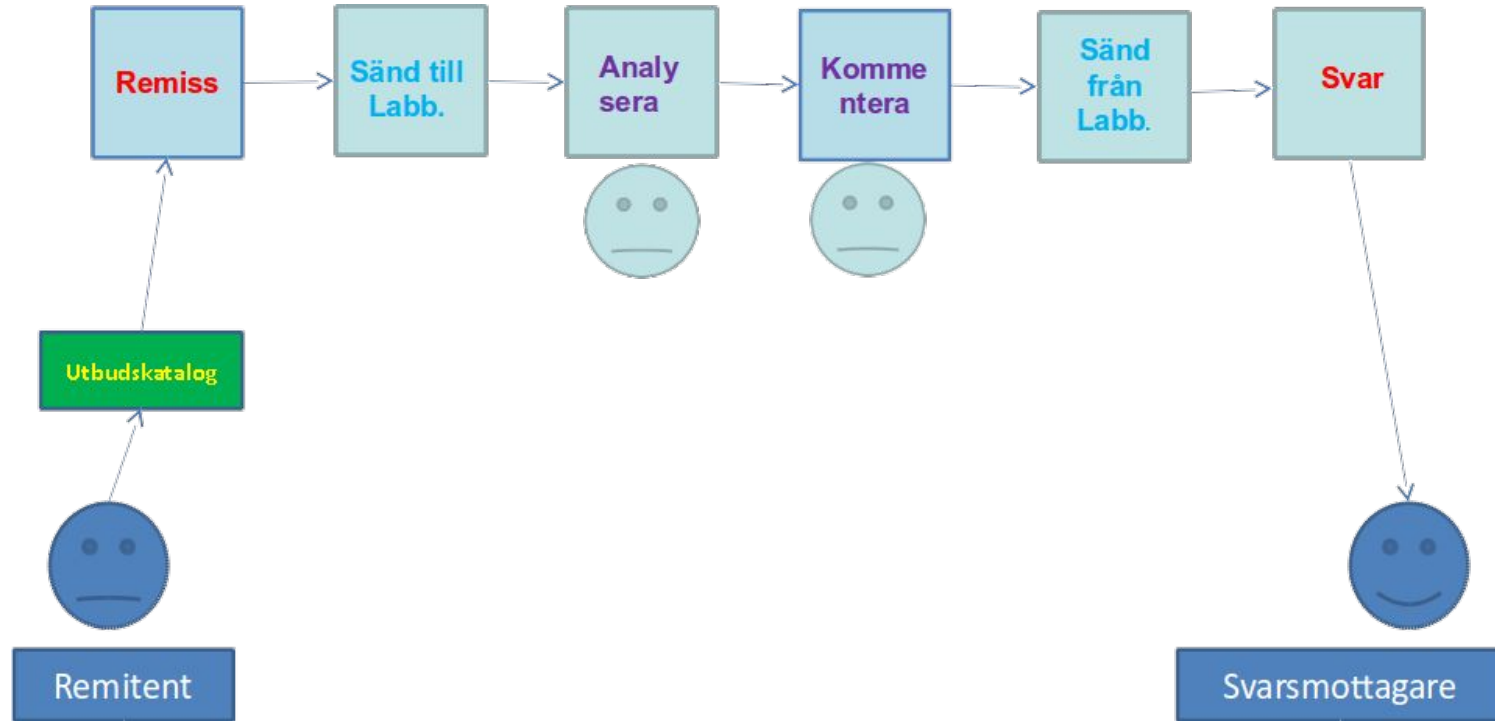 Remiss
Sänd till
Labb.
Analy
sera
Komme
ntera
Sänd
från
Labb.
Svar
Utbudskatalog
Remitent
Svarsmottagare